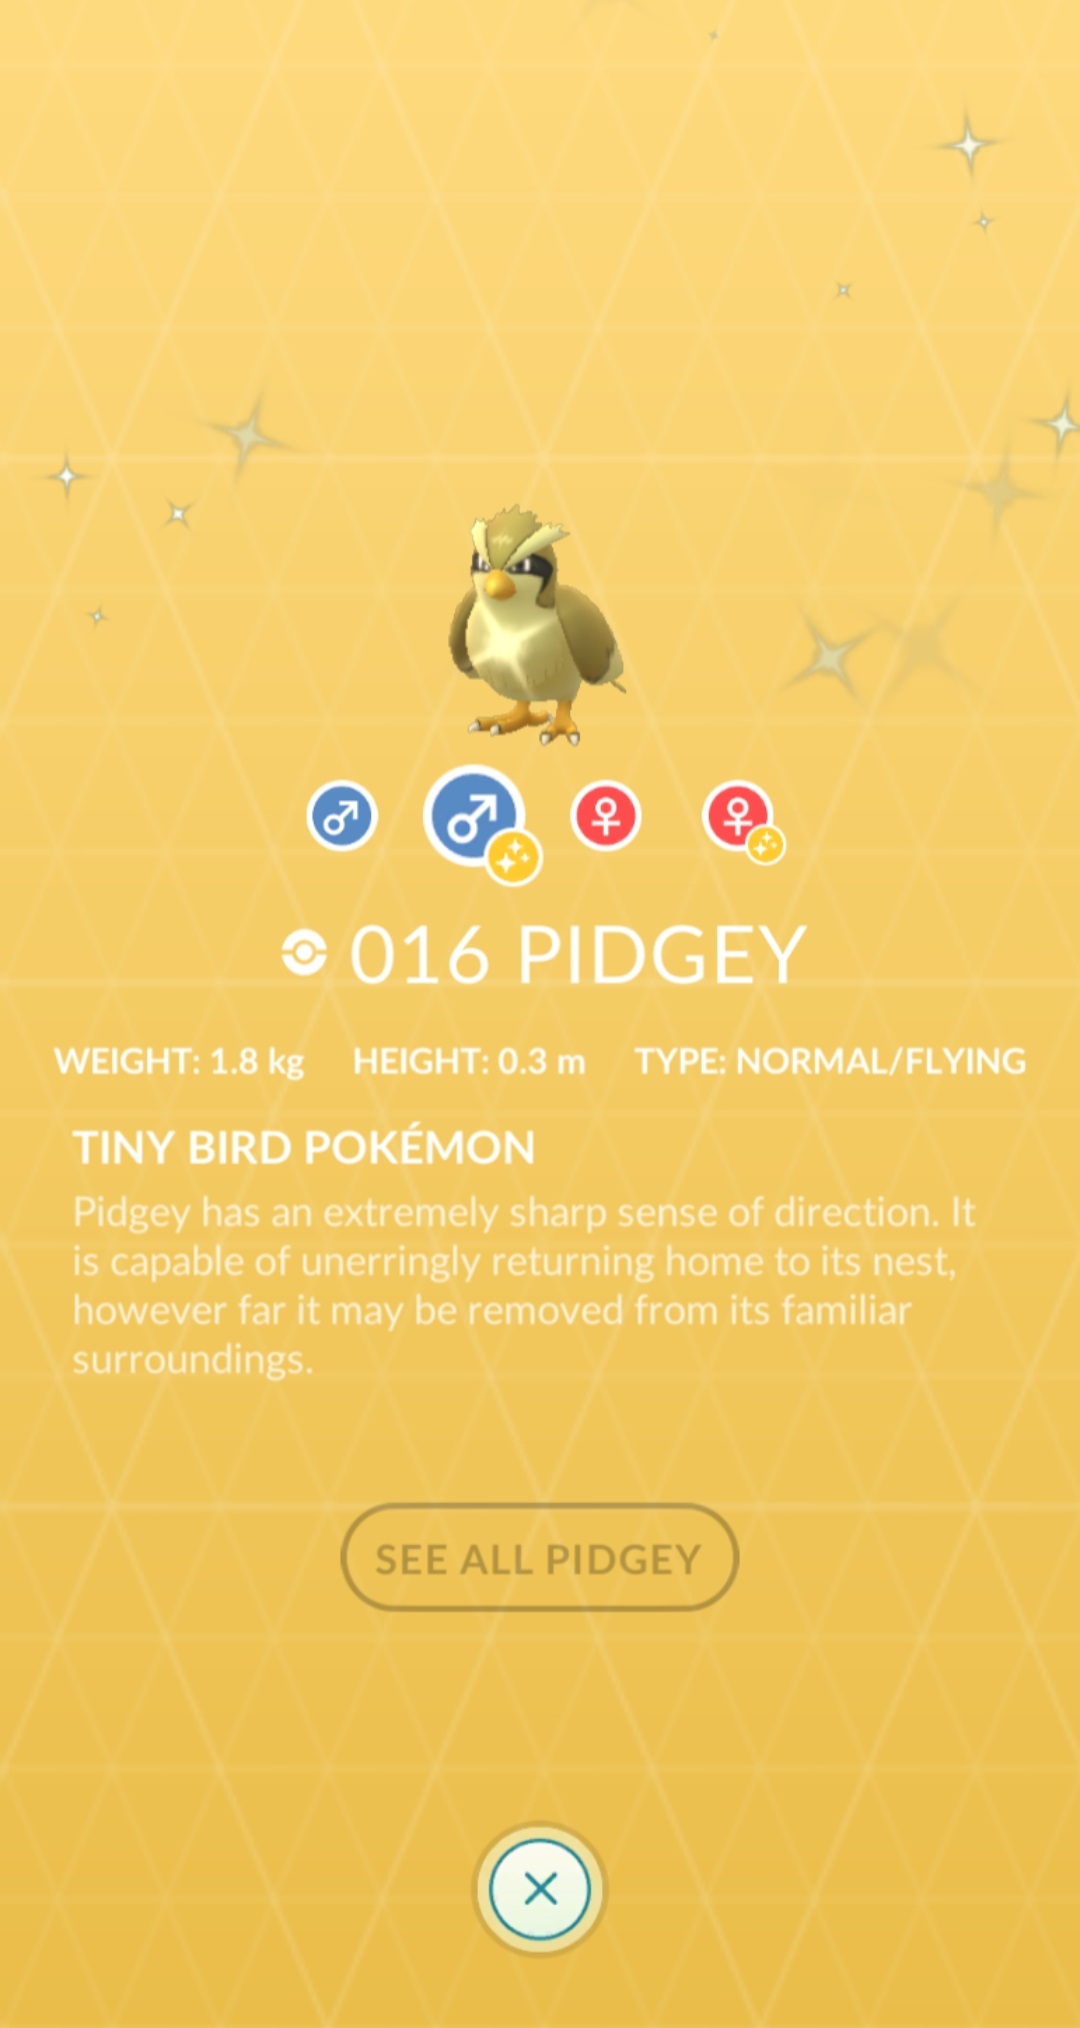 016 PIDGEY
WEIGHT: 1.8 kg HEIGHT: 0.3 m TYPE: NORMAL/FLYING
TINY BIRD POKÉMON
Pidgey has an extremely sharp sense of direction. It
is capable of unerringly returning home to its nest,
however far it may be removed from its familiar
surroundings.
SEE ALL PIDGEY